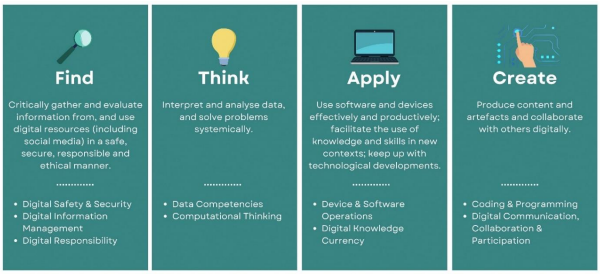 Find
Critically gather and evaluate
information from, and use
digital resources (including
social media) in a safe,
secure, responsible and
ethical manner.
• Digital Safety & Security
• Digital Information
Management
• Digital Responsibility
Think
Interpret and analyse data,
and solve problems
systemically.
• Data Competencies
• Computational Thinking
Apply
Use software and devices
effectively and productively;
facilitate the use of
knowledge and skills in new
contexts; keep up with
technological developments.
• Device & Software
Operations
• Digital Knowledge
Currency
Create
Produce content and
artefacts and collaborate
with others digitally.
• Coding & Programming
• Digital Communication,
Collaboration &
Participation